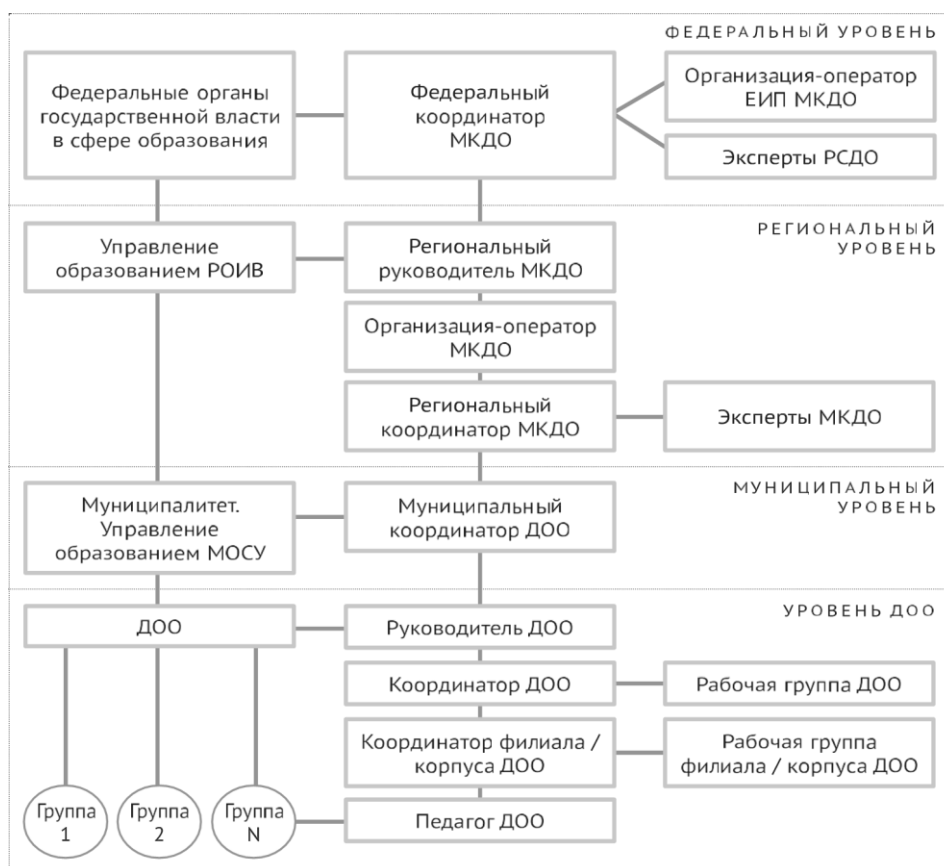 ФЕДЕРАЛЬНЫЙ УРОВЕНЬ
Федеральные органы
государственной власти
в сфере образования
Федеральный
координатор
МКДО
Организация-оператор
ЕИП МКДО
Эксперты РСДО
РЕГИОНАЛЬНЫЙ
УРОВЕНЬ
Управление
образованием РОИВ
Региональный
руководитель МКДО
Организация-оператор
МКДО
Региональный
координатор МКДО
Эксперты МКДО
МУНИЦИПАЛЬНЫЙ
УРОВЕНЬ
Муниципалитет.
Управление
образованием МОСУ
Муниципальный
координатор ДОО
УРОВЕНЬ ДОО
ДОО
Руководитель ДОО
Координатор ДОО
Рабочая группа ДОО
Координатор филиала /
корпуса ДОО
Рабочая группа
филиала / корпуса ДОО
Группа
1
Группа
2
Группа
N
Педагог ДОО